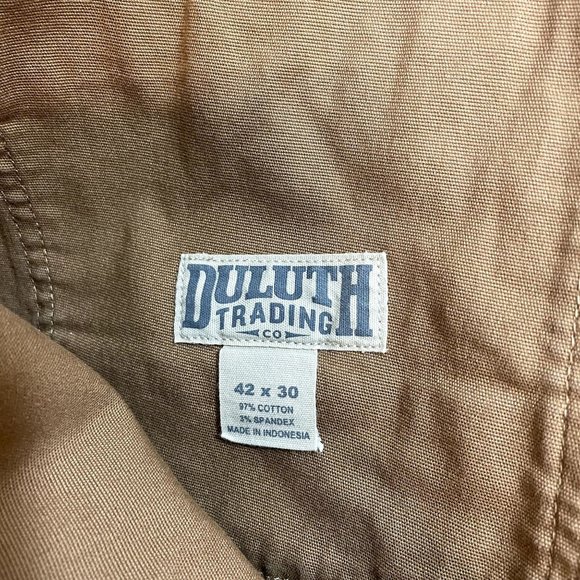 DULUTH
TRADING
CO
42 x 30
97% COTTON
3% SPANDEX
MADE IN INDONESIA